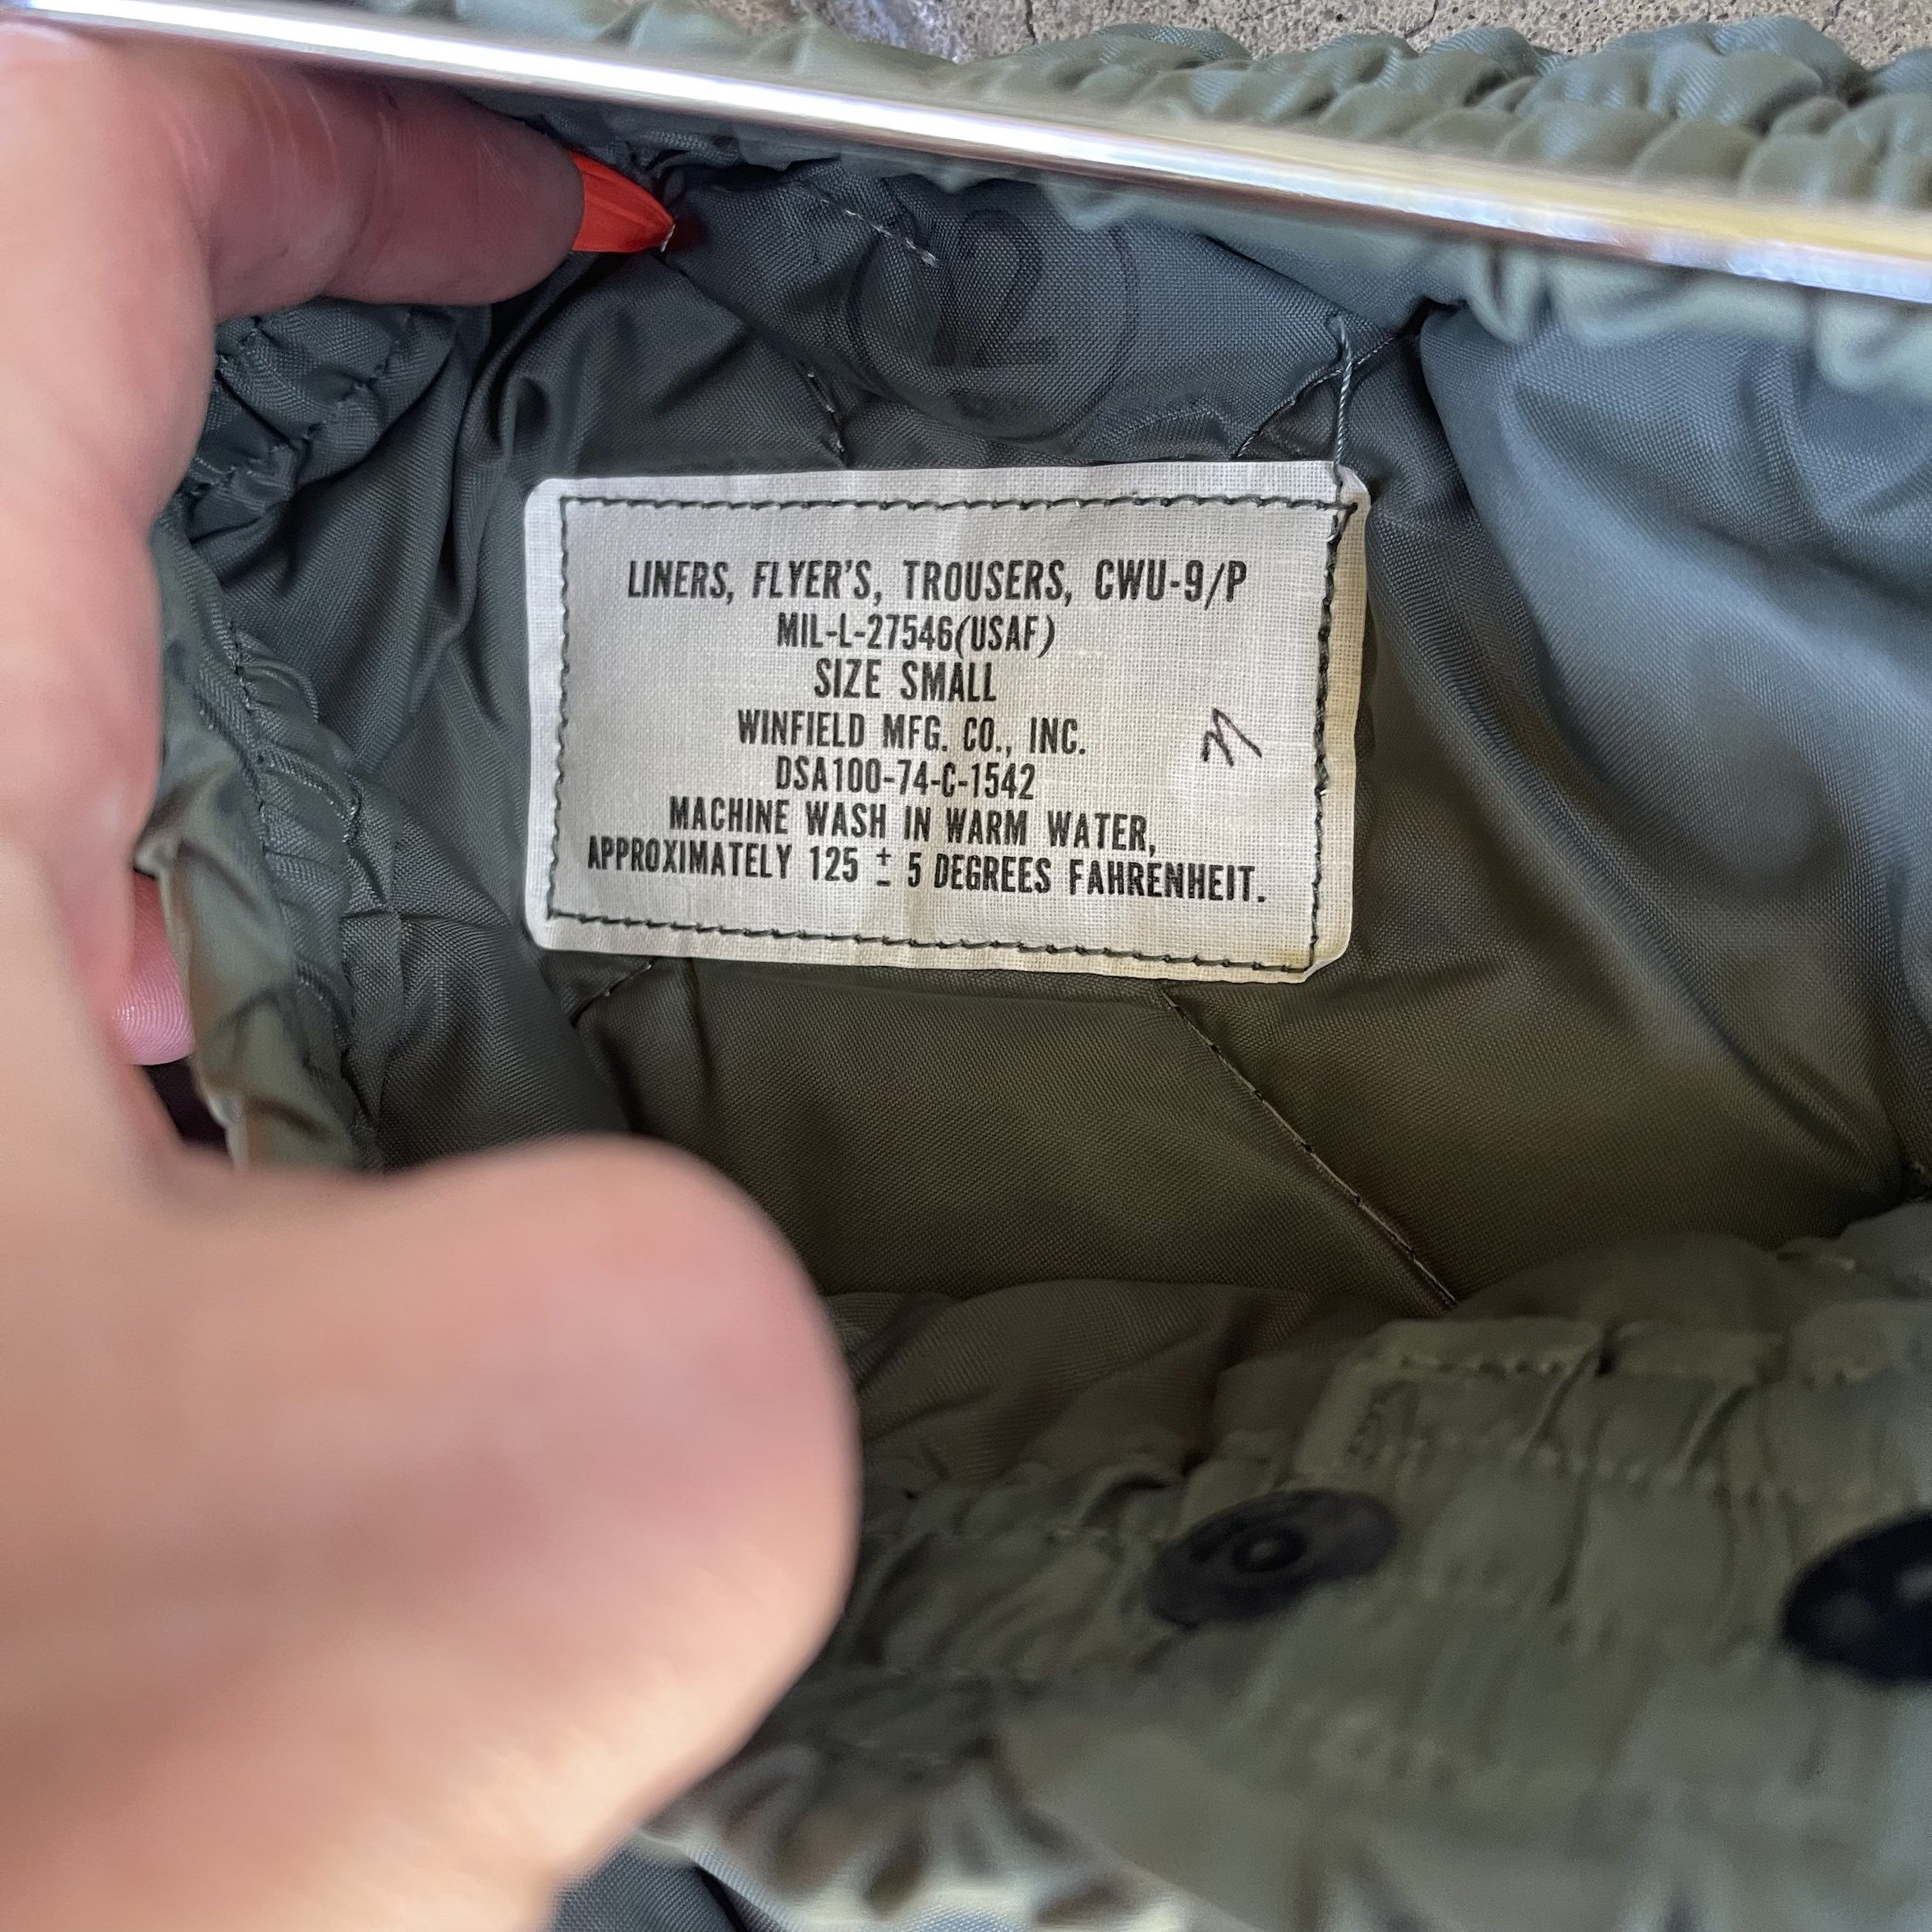 12
LINERS, FLYER'S, TROUSERS, CWU-9/P
MIL-L-27546(USAF)
SIZE SMALL
WINFIELD MFG. CO., INC.
DSA100-74-C-1542
MACHINE WASH IN WARM WATER,
APPROXIMATELY 125 ± 5 DEGREES FAHRENHEIT.